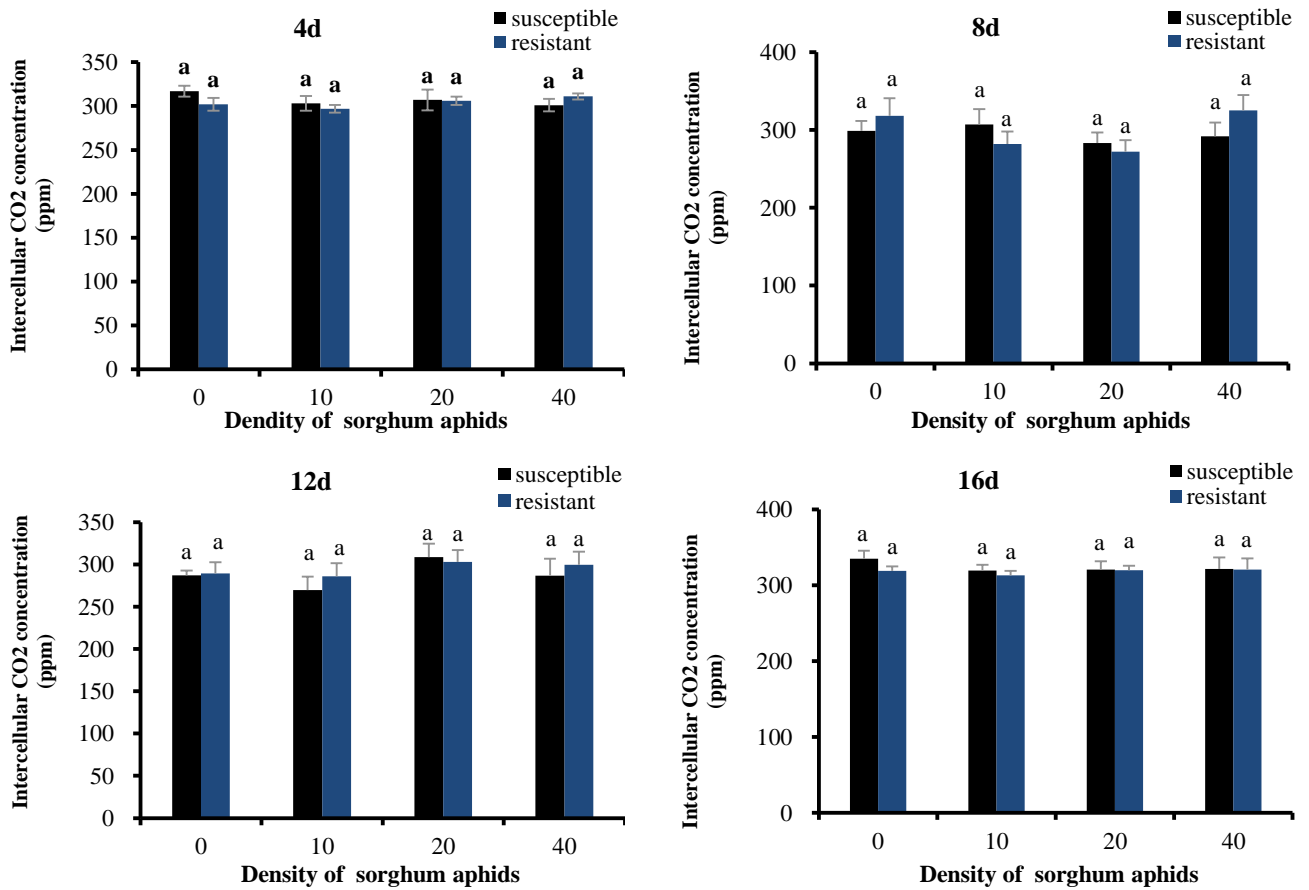 4d
susceptible
resistant
Intercellular CO2 concentration
(ppm)
350
300
250
200
150
100
50
0
a a a a a a a a
0 10 20 40
Dendity of sorghum aphids
8d
susceptible
resistant
Intercellular CO2 concentration
(ppm)
400
300
200
100
0
a a a a a a a a
0 10 20 40
Density of sorghum aphids
12d
susceptible
resistant
Intercellular CO2 concentration
(ppm)
350
300
250
200
150
100
50
0
a a a a a a a a
0 10 20 40
Density of sorghum aphids
16d
susceptible
resistant
Intercellular CO2 concentration
(ppm)
400
300
200
100
0
a a a a a a a a
0 10 20 40
Density of sorghum aphids